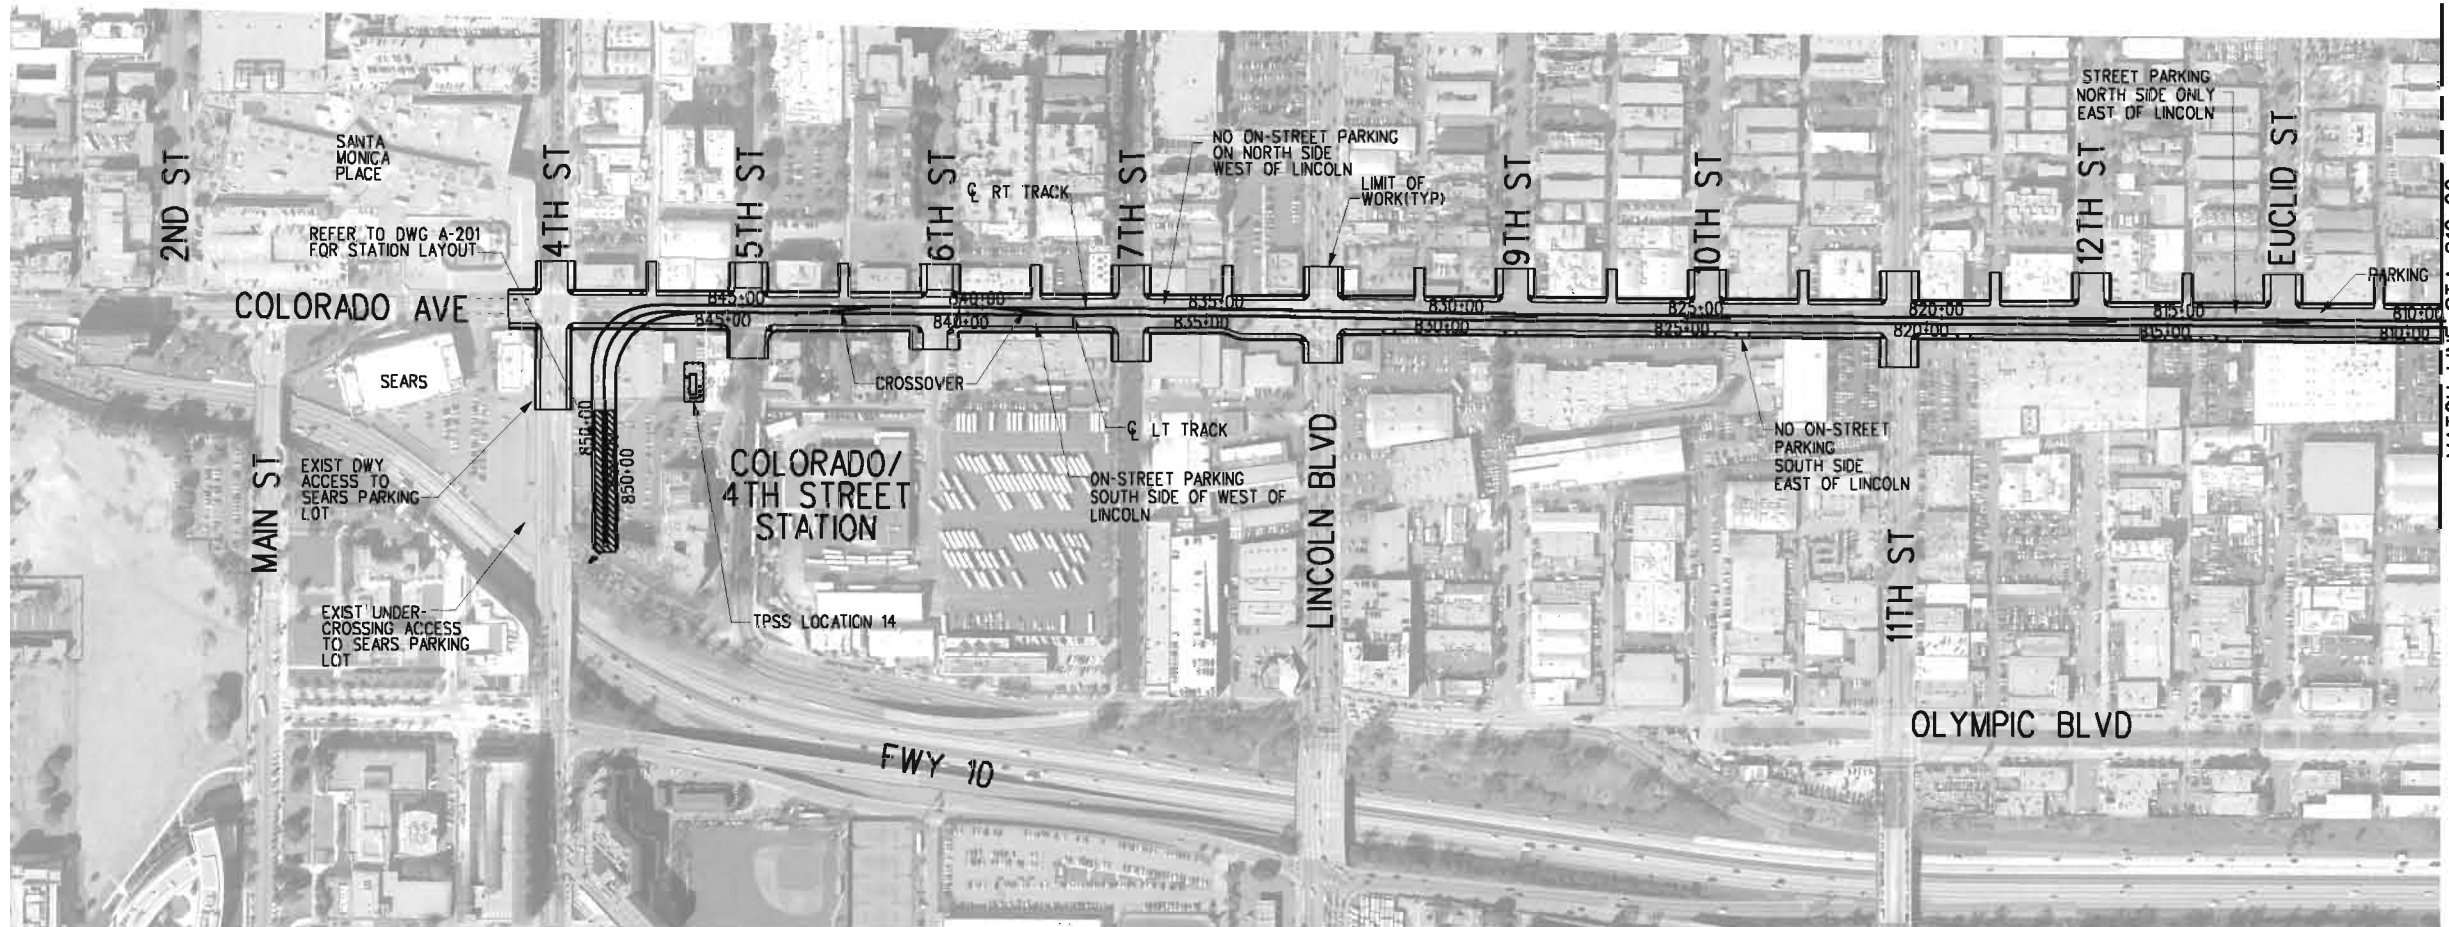 STREET PARKING
NORTH SIDE ONLY
EAST OF LINCOLN
SANTA
MONICA
PLACE
NO ON-STREET PARKING
ON NORTH SIDE
WEST OF LINCOLN
℄ RT TRACK
LIMIT OF
WORK(TYP)
2ND ST
4TH ST
5TH ST
6TH ST
7TH ST
9TH ST
10TH ST
12TH ST
EUCLID ST
REFER TO DWG A-201
FOR STATION LAYOUT
PARKING
COLORADO AVE
845+00
840+00
835+00
830+00
825+00
820+00
815+00
810+00
845+00
840+00
835+00
830+00
825+00
820+00
815+00
810+00
SEARS
CROSSOVER
850+00
850+00
℄ LT TRACK
NO ON-STREET
PARKING
SOUTH SIDE
EAST OF LINCOLN
EXIST DWY
ACCESS TO
SEARS PARKING
LOT
COLORADO/
4TH STREET
STATION
ON-STREET PARKING
SOUTH SIDE OF WEST OF
LINCOLN
MAIN ST
LINCOLN BLVD
11TH ST
EXIST UNDER-
CROSSING ACCESS
TO SEARS PARKING
LOT
TPSS LOCATION 14
OLYMPIC BLVD
FWY 10